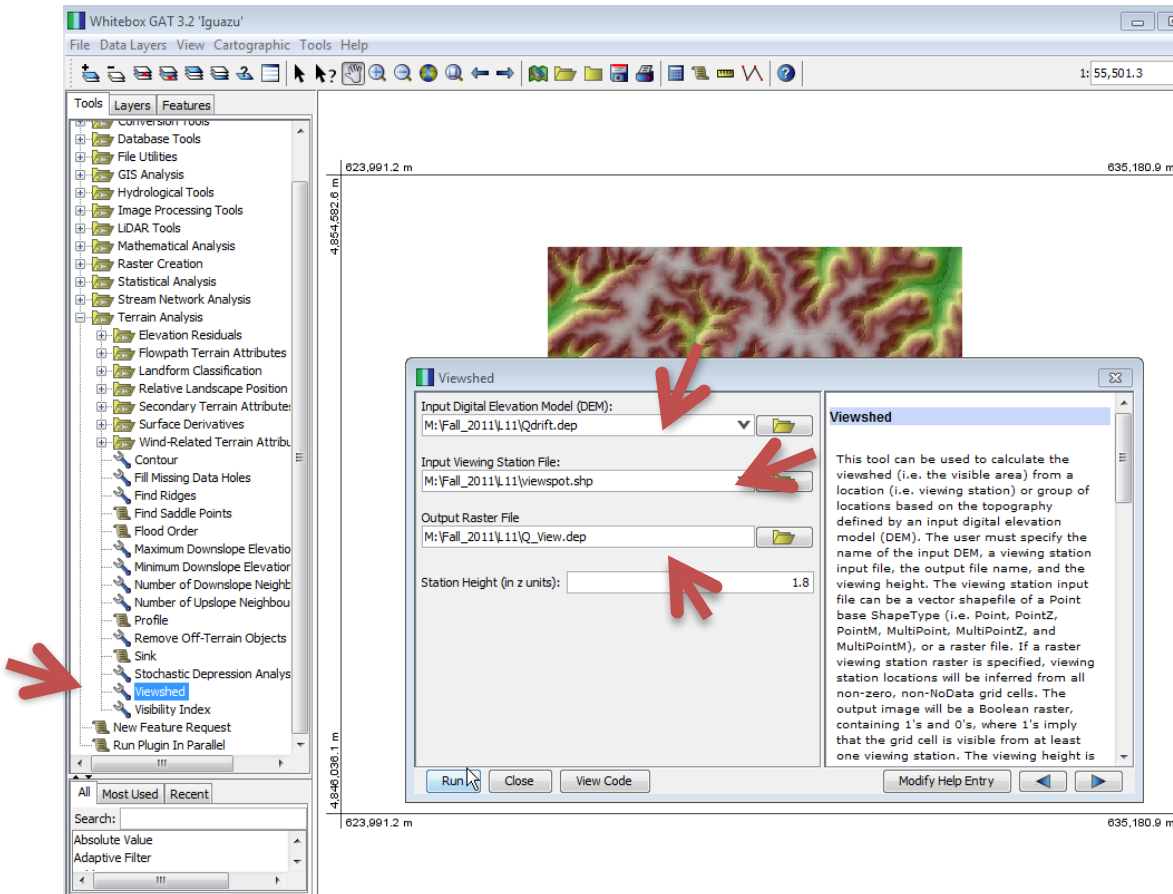 Whitebox GAT 3.2 'Iguazu'
File Data Layers View Cartographic Tools Help
1: 55,501.3
Tools Layers Features
Conversion Tools
Database Tools
File Utilities
GIS Analysis
Hydrological Tools
Image Processing Tools
LiDAR Tools
Mathematical Analysis
Raster Creation
Statistical Analysis
Stream Network Analysis
Terrain Analysis
Elevation Residuals
Flowpath Terrain Attributes
Landform Classification
Relative Landscape Position
Secondary Terrain Attributes
Surface Derivatives
Wind-Related Terrain Attribu
Contour
Fill Missing Data Holes
Find Ridges
Find Saddle Points
Flood Order
Maximum Downslope Elevatio
Minimum Downslope Elevation
Number of Downslope Neighb
Number of Upslope Neighbou
Profile
Remove Off-Terrain Objects
Sink
Stochastic Depression Analys
Viewshed
Visibility Index
New Feature Request
Run Plugin In Parallel
All Most Used Recent
Search:
Absolute Value
Adaptive Filter
623,991.2 m
635,180.9 m
4,854,582.6 m
4,846,036.1 m
623,991.2 m
635,180.9 m
Viewshed
Input Digital Elevation Model (DEM):
M:\Fall_2011\L11\Qdrift.dep
Input Viewing Station File:
M:\Fall_2011\L11\viewspot.shp
Output Raster File
M:\Fall_2011\L11\Q_View.dep
Station Height (in z units): 1.8
Run Close View Code
Viewshed
This tool can be used to calculate the
viewshed (i.e. the visible area) from a
location (i.e. viewing station) or group of
locations based on the topography
defined by an input digital elevation
model (DEM). The user must specify the
name of the input DEM, a viewing station
input file, the output file name, and the
viewing height. The viewing station input
file can be a vector shapefile of a Point
base ShapeType (i.e. Point, PointZ,
PointM, MultiPoint, MultiPointZ, and
MultiPointM), or a raster file. If a raster
viewing station raster is specified, viewing
station locations will be inferred from all
non-zero, non-NoData grid cells. The
output image will be a Boolean raster,
containing 1's and 0's, where 1's imply
that the grid cell is visible from at least
one viewing station. The viewing height is
Modify Help Entry